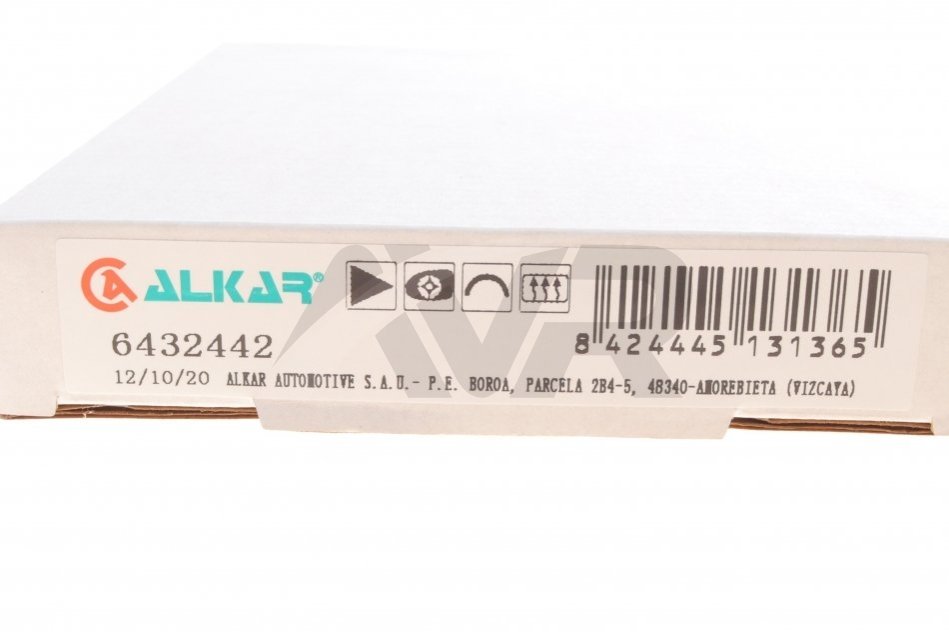 ALKAR®
6432442
8 424445 131365
12/10/20 ALKAR AUTOMOTIVE S.A.U.- P.E. BOROA, PARCELA 2B4-5, 48340-AMOREBIETA (VIZCAYA)